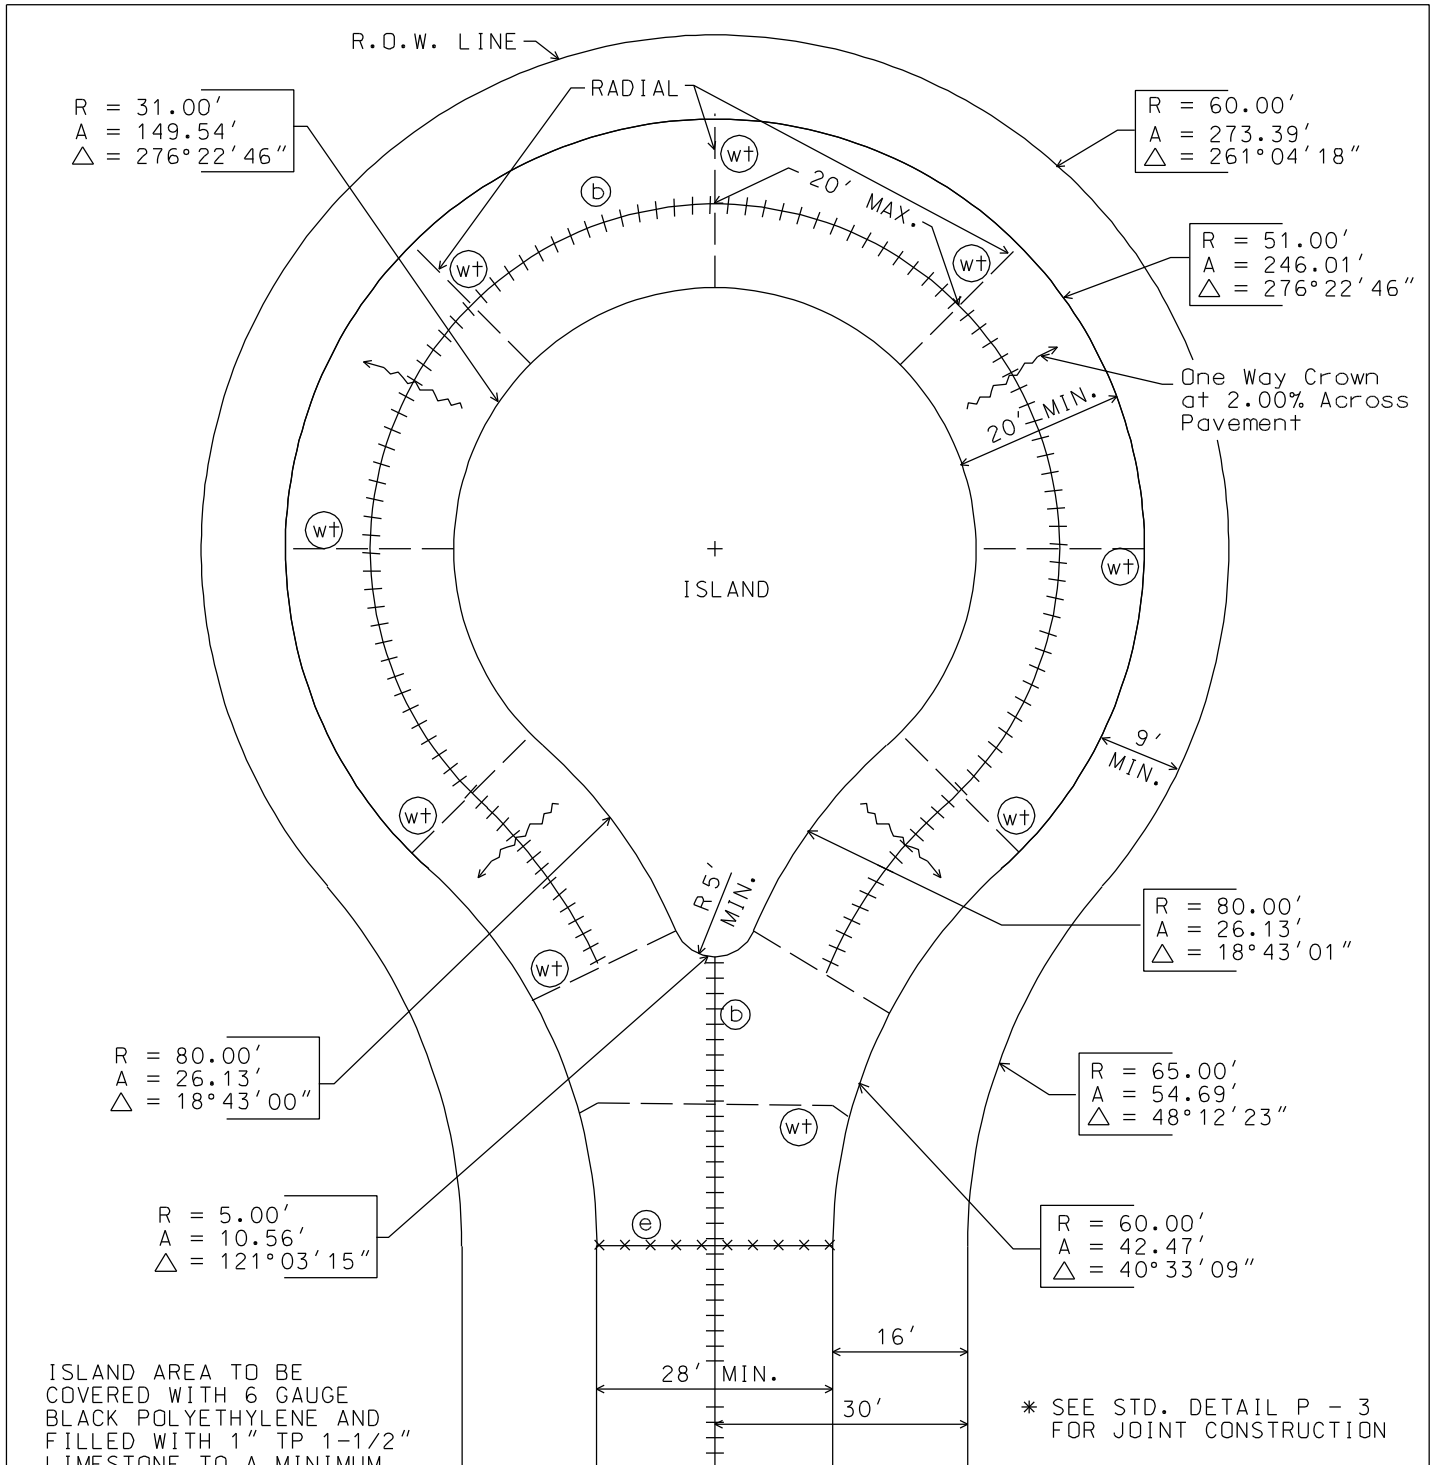 R.O.W. LINE
RADIAL
R = 31.00'
A = 149.54'
△ = 276°22'46"
R = 60.00'
A = 273.39'
△ = 261°04'18"
wt
b
20' MAX.
wt
wt
R = 51.00'
A = 246.01'
△ = 276°22'46"
One Way Crown
at 2.00% Across
Pavement
20' MIN.
wt
wt
ISLAND
9'
MIN.
wt
wt
R 5'
MIN.
R = 80.00'
A = 26.13'
△ = 18°43'01"
wt
b
R = 80.00'
A = 26.13'
△ = 18°43'00"
R = 65.00'
A = 54.69'
△ = 48°12'23"
wt
R = 5.00'
A = 10.56'
△ = 121°03'15"
e
R = 60.00'
A = 42.47'
△ = 40°33'09"
16'
28' MIN.
30'
ISLAND AREA TO BE
COVERED WITH 6 GAUGE
BLACK POLYETHYLENE AND
FILLED WITH 1" TP 1-1/2"
LIMESTONE TO A MINIMUM
* SEE STD. DETAIL P - 3
FOR JOINT CONSTRUCTION